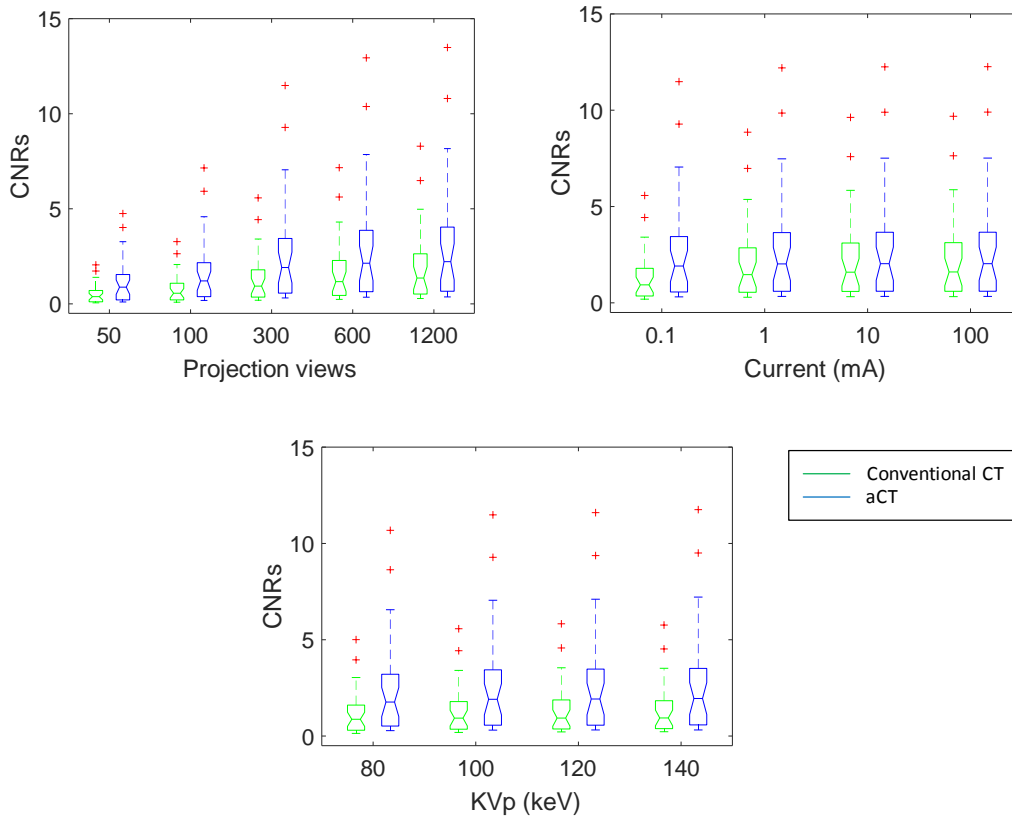 15
10
5
0
CNRs
50 100 300 600 1200
Projection views
15
10
5
0
CNRs
0.1 1 10 100
Current (mA)
15
10
5
0
CNRs
80 100 120 140
KVp (keV)
Conventional CT
aCT